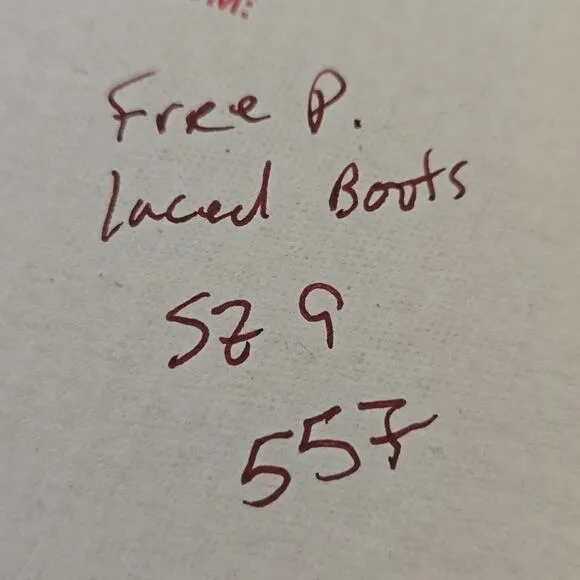 Free P.
laced Boots
SZ 9
557